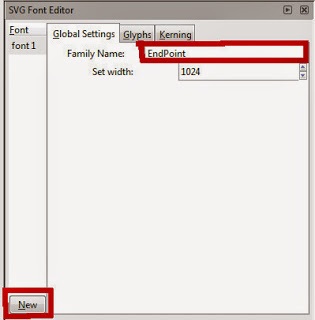 SVG Font Editor
Font
font 1
Global Settings Glyphs Kerning
Family Name: EndPoint
Set width: 1024
New